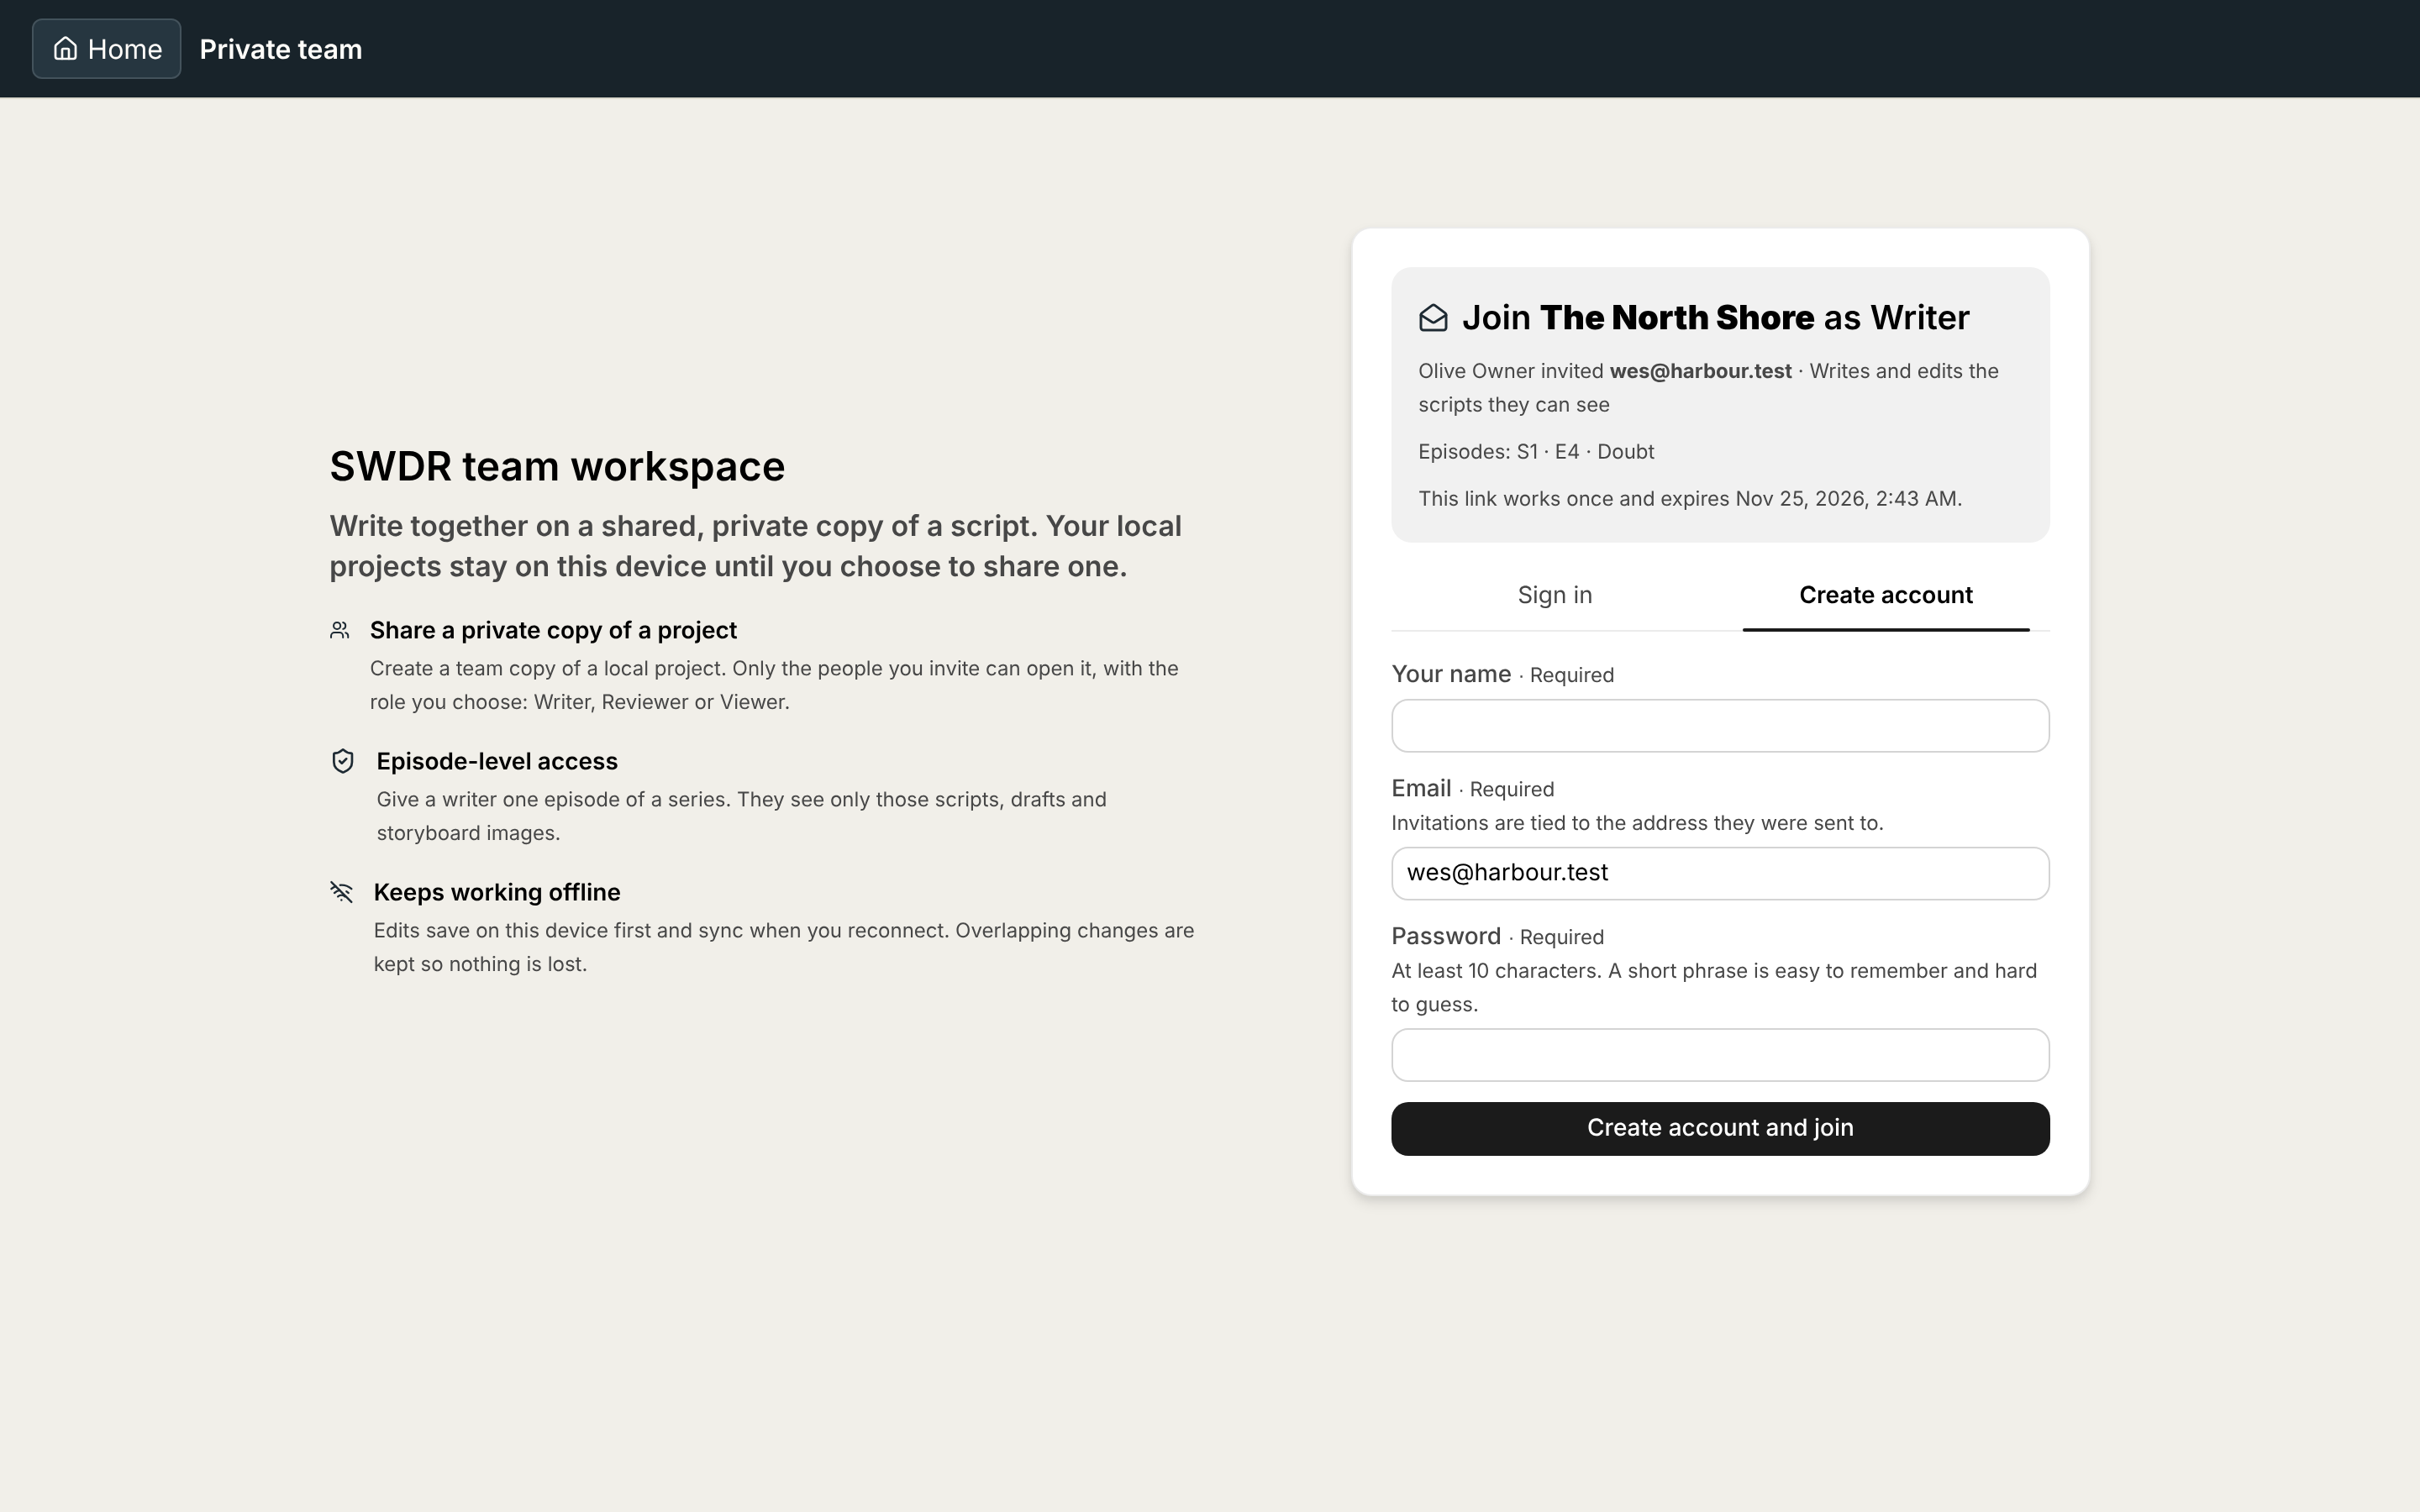 Home
Private team
SWDR team workspace
Write together on a shared, private copy of a script. Your local
projects stay on this device until you choose to share one.
Share a private copy of a project
Create a team copy of a local project. Only the people you invite can open it, with the
role you choose: Writer, Reviewer or Viewer.
Episode-level access
Give a writer one episode of a series. They see only those scripts, drafts and
storyboard images.
Keeps working offline
Edits save on this device first and sync when you reconnect. Overlapping changes are
kept so nothing is lost.
Join The North Shore as Writer
Olive Owner invited wes@harbour.test · Writes and edits the
scripts they can see
Episodes: S1 · E4 · Doubt
This link works once and expires Nov 25, 2026, 2:43 AM.
Sign in
Create account
Your name · Required
Email · Required
Invitations are tied to the address they were sent to.
wes@harbour.test
Password · Required
At least 10 characters. A short phrase is easy to remember and hard
to guess.
Create account and join